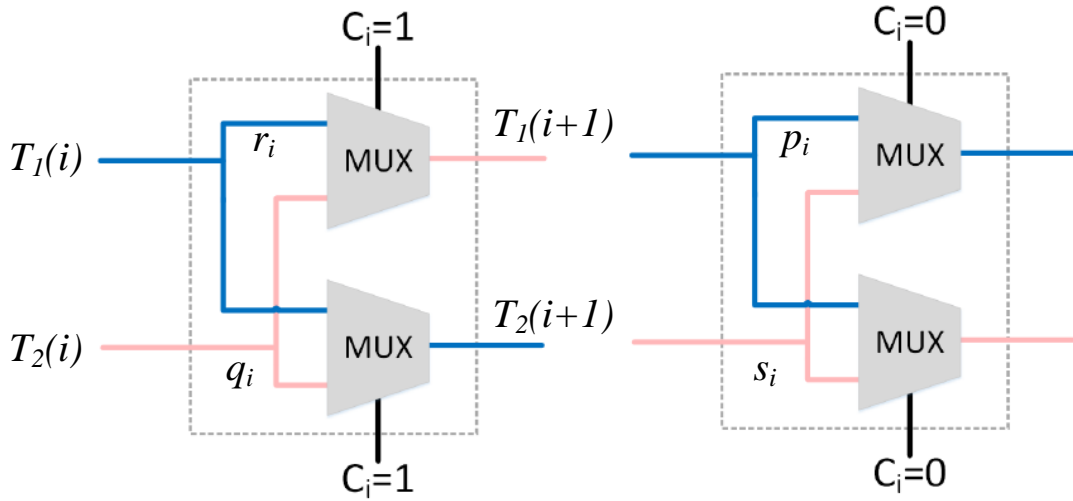 C_i=1
C_i=0
T_1(i)
r_i
MUX
T_1(i+1)
p_i
MUX
T_2(i)
q_i
MUX
T_2(i+1)
s_i
MUX
C_i=1
C_i=0